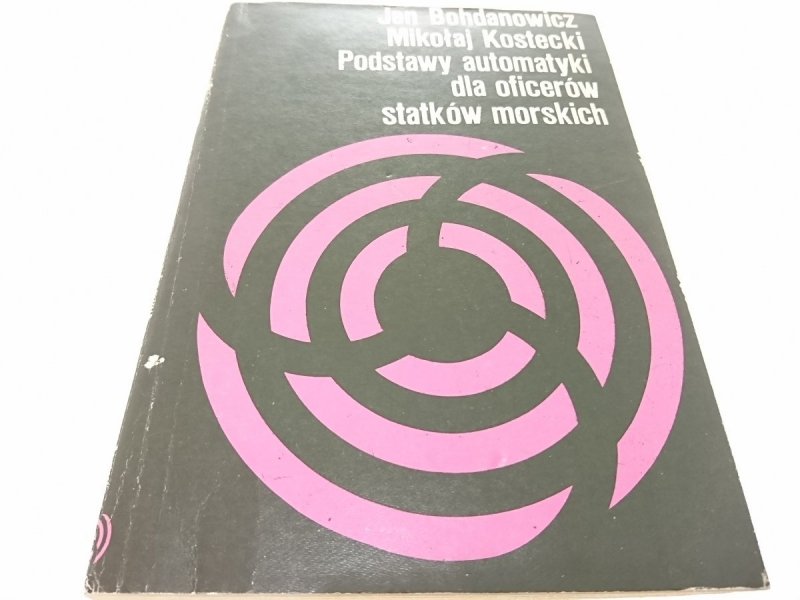 Jan Bohdanowicz
Mikołaj Kostecki
Podstawy automatyki
dla oficerów
statków morskich